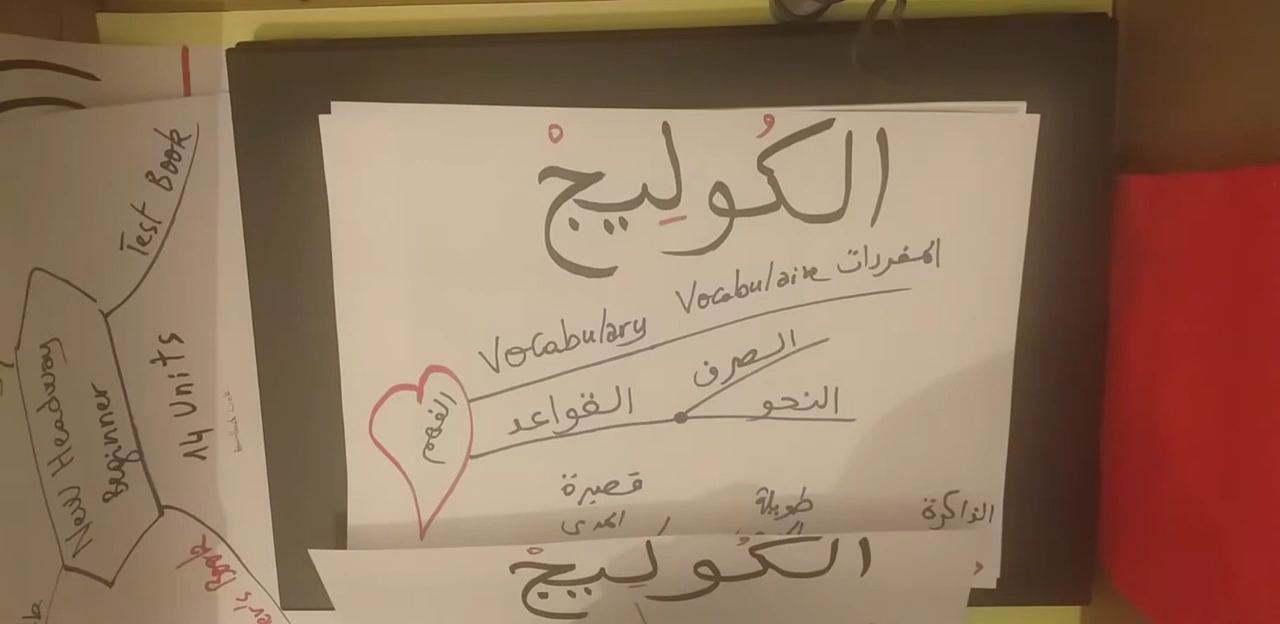 الكُولِيجْ
المفردات Vocabulaire Vocabulary
الصرف
القواعد
النحو
الفهم
قصيرة
المدى
طويلة
الذاكرة
الكُولِيجْ
Test Book
14 Units
New Headway
Beginner
Book